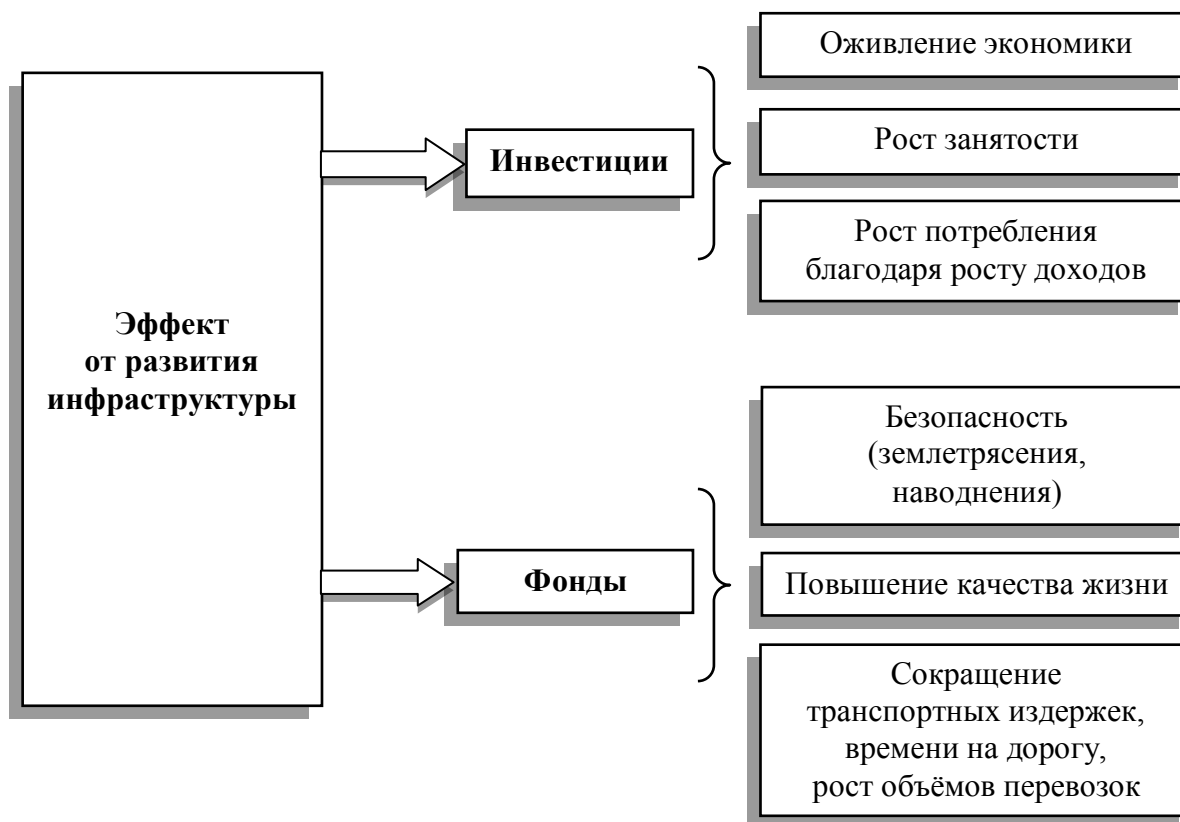 Эффект
от развития
инфраструктуры
Инвестиции
Оживление экономики
Рост занятости
Рост потребления
благодаря росту доходов
Фонды
Безопасность
(землетрясения,
наводнения)
Повышение качества жизни
Сокращение
транспортных издержек,
времени на дорогу,
рост объёмов перевозок